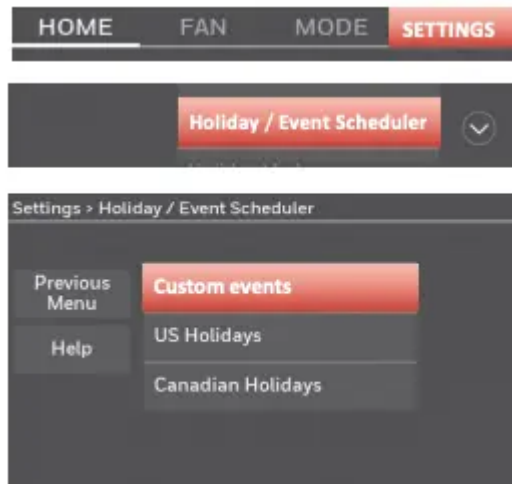 HOME FAN MODE SETTINGS
Holiday / Event Scheduler
Settings > Holiday / Event Scheduler
Previous
Menu
Custom events
Help
US Holidays
Canadian Holidays